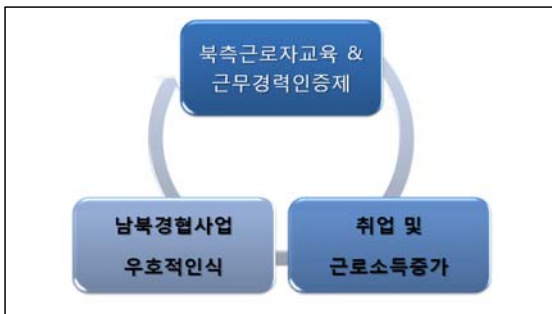 북측근로자교육 &
근무경력인증제
남북경협사업
우호적인식
취업 및
근로소득증가